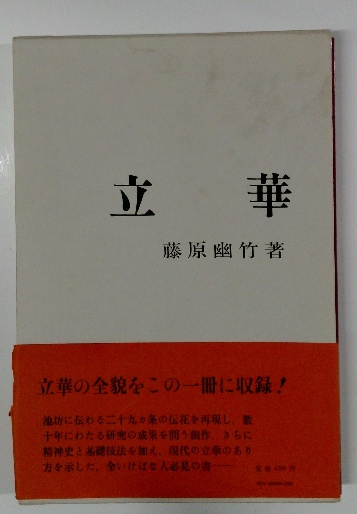 立華
藤原幽竹著
立華の全貌をこの一冊に収録!
池坊に伝わる二十九ヵ条の伝花を再現し、数
十年にわたる研究の成果を問う創作、さらに
精神史と基礎技法を加え、現代の立華のあり
方を示した、全いけばな人必見の書――